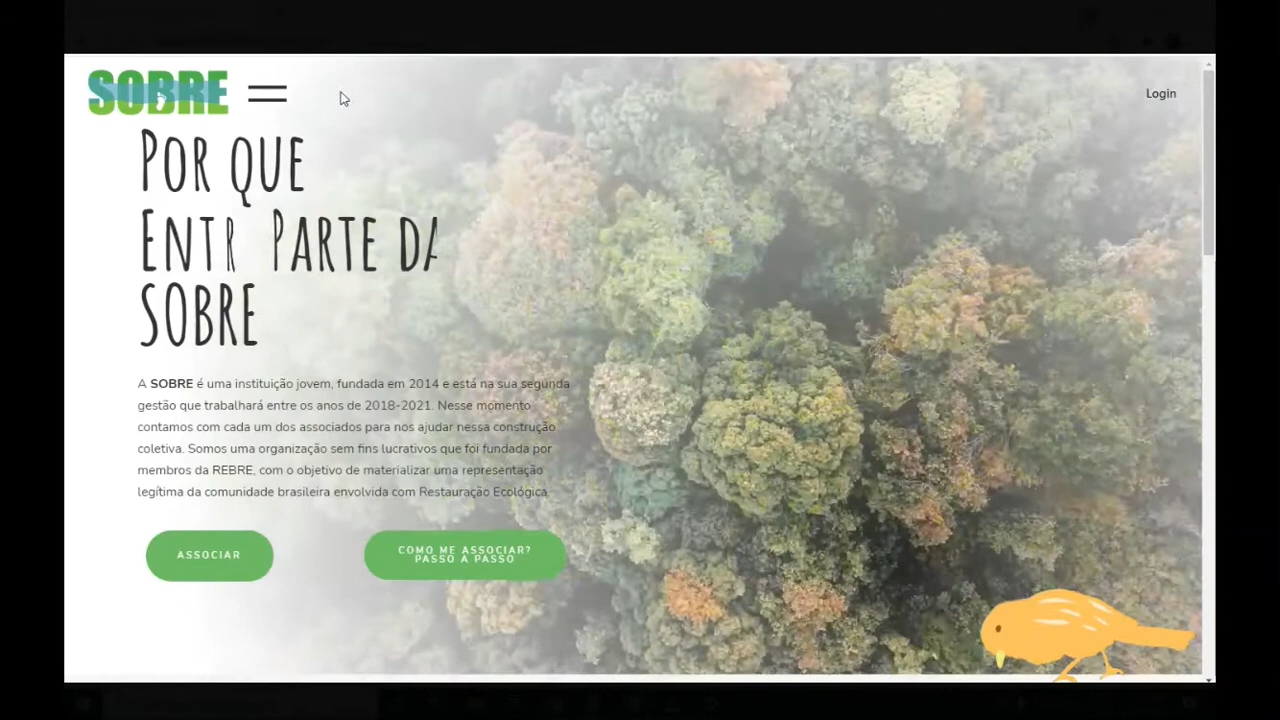 SOBRE
Login
POR QUE
ENTR PARTE DA
SOBRE
A SOBRE é uma instituição jovem, fundada em 2014 e está na sua segunda
gestão que trabalhará entre os anos de 2018-2021. Nesse momento
contamos com cada um dos associados para nos ajudar nessa construção
coletiva. Somos uma organização sem fins lucrativos que foi fundada por
membros da REBRE, com o objetivo de materializar uma representação
legítima da comunidade brasileira envolvida com Restauração Ecológica.
ASSOCIAR
COMO ME ASSOCIAR?
PASSO A PASSO